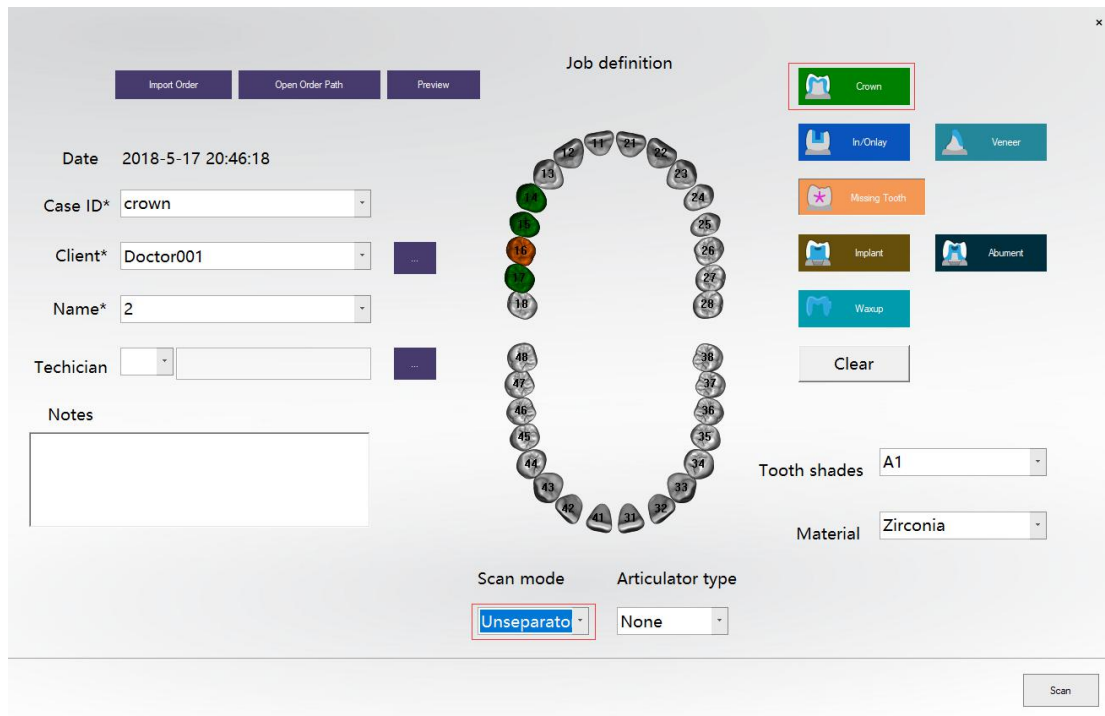 ×
Job definition
Import Order Open Order Path Preview
Crown
In/Onlay Veneer
Missing Tooth
Implant Abument
Waxup
Clear
Date 2018-5-17 20:46:18
Case ID* crown
Client* Doctor001 ...
Name* 2
Techician ...
Notes
11 21
12 22
13 23
14 24
15 25
16 26
17 27
18 28
48 38
47 37
46 36
45 35
44 34
43 33
42 41 31 32
Tooth shades A1
Material Zirconia
Scan mode Articulator type
Unseparato None
Scan